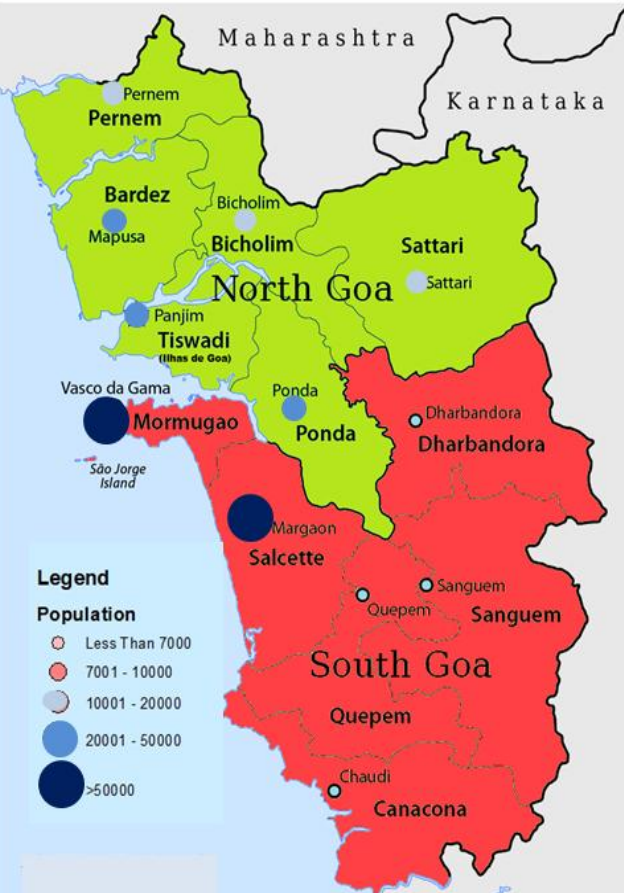 Maharashtra
Karnataka
Pernem
Pernem
Bardez
Mapusa
Bicholim
Bicholim
Sattari
Sattari
North Goa
Panjim
Tiswadi
(Ilhas de Goa)
Vasco da Gama
Mormugao
Ponda
Ponda
Dharbandora
Dharbandora
São Jorge
Island
Margaon
Salcette
Sanguem
Sanguem
Quepem
South Goa
Quepem
Chaudi
Canacona
Legend
Population
Less Than 7000
7001 - 10000
10001 - 20000
20001 - 50000
>50000